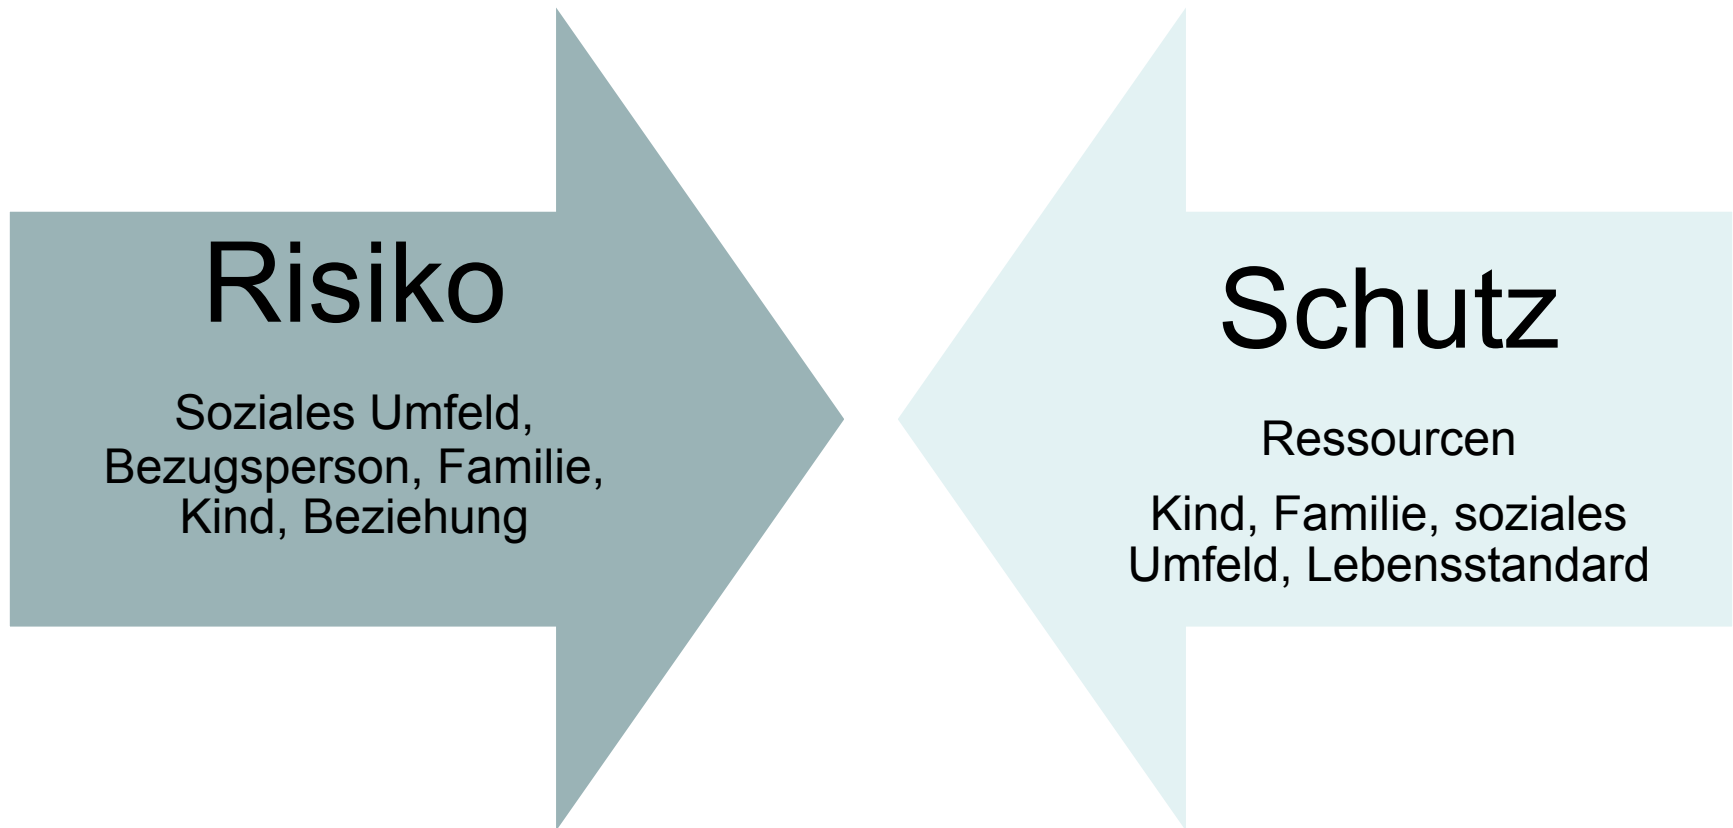 Risiko
Soziales Umfeld,
Bezugsperson, Familie,
Kind, Beziehung
Schutz
Ressourcen
Kind, Familie, soziales
Umfeld, Lebensstandard